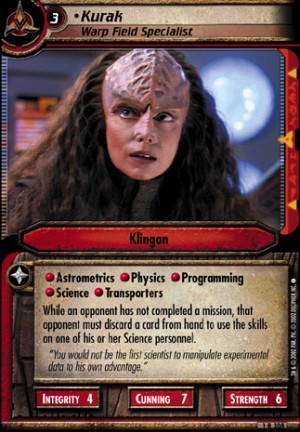 3
•Kurak
Warp Field Specialist
Klingon
Astrometrics Physics Programming
Science Transporters
While an opponent has not completed a mission, that
opponent must discard a card from hand to use the skills
on one of his or her Science personnel.
"You would not be the first scientist to manipulate experimental
data to his own advantage."
INTEGRITY 4 CUNNING 7 STRENGTH 6